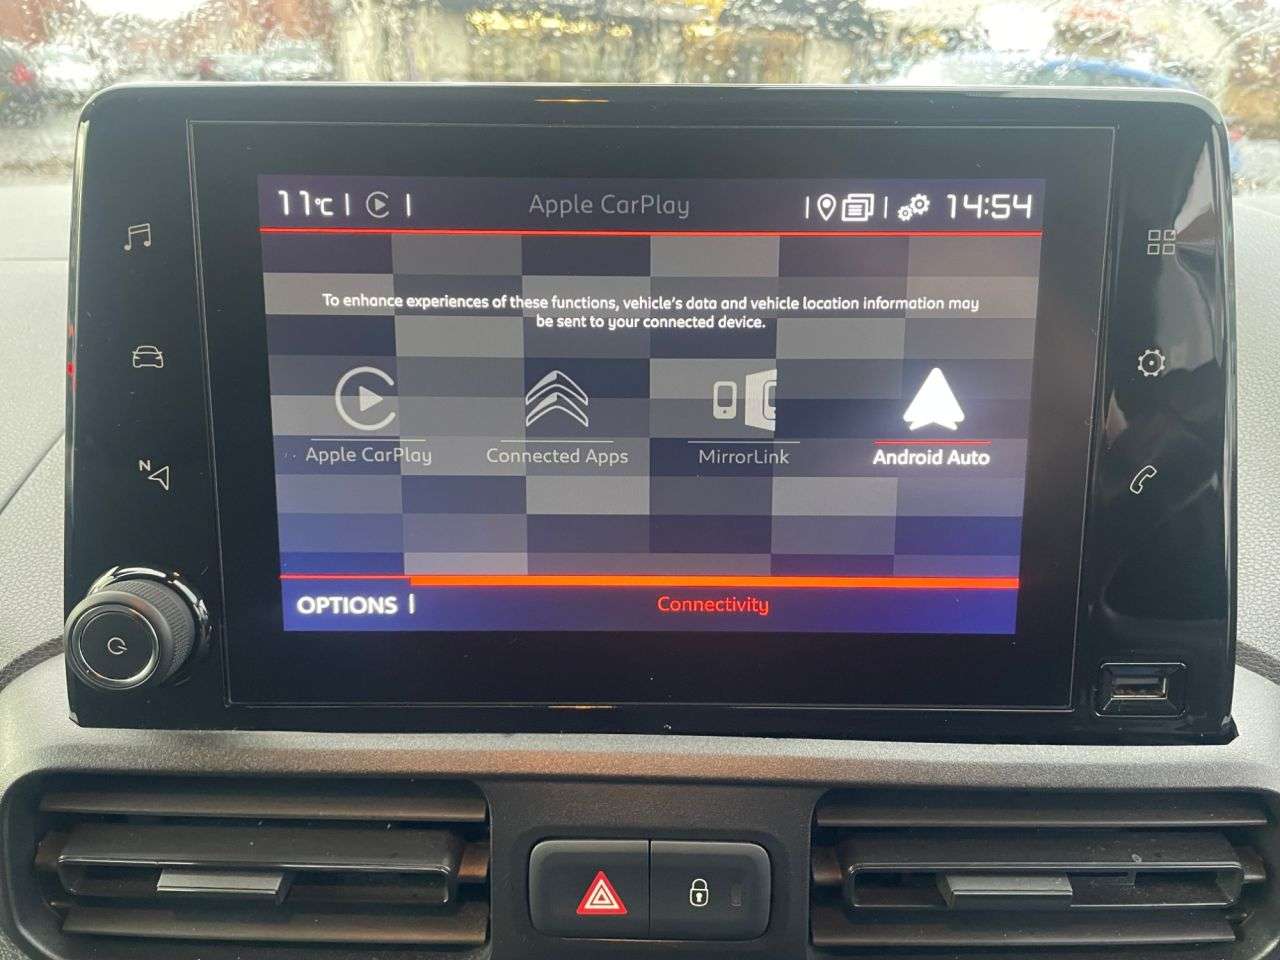 11°C
Apple CarPlay
14:54
To enhance experiences of these functions, vehicle's data and vehicle location information may
be sent to your connected device.
Apple CarPlay
Connected Apps
MirrorLink
Android Auto
OPTIONS
Connectivity
N